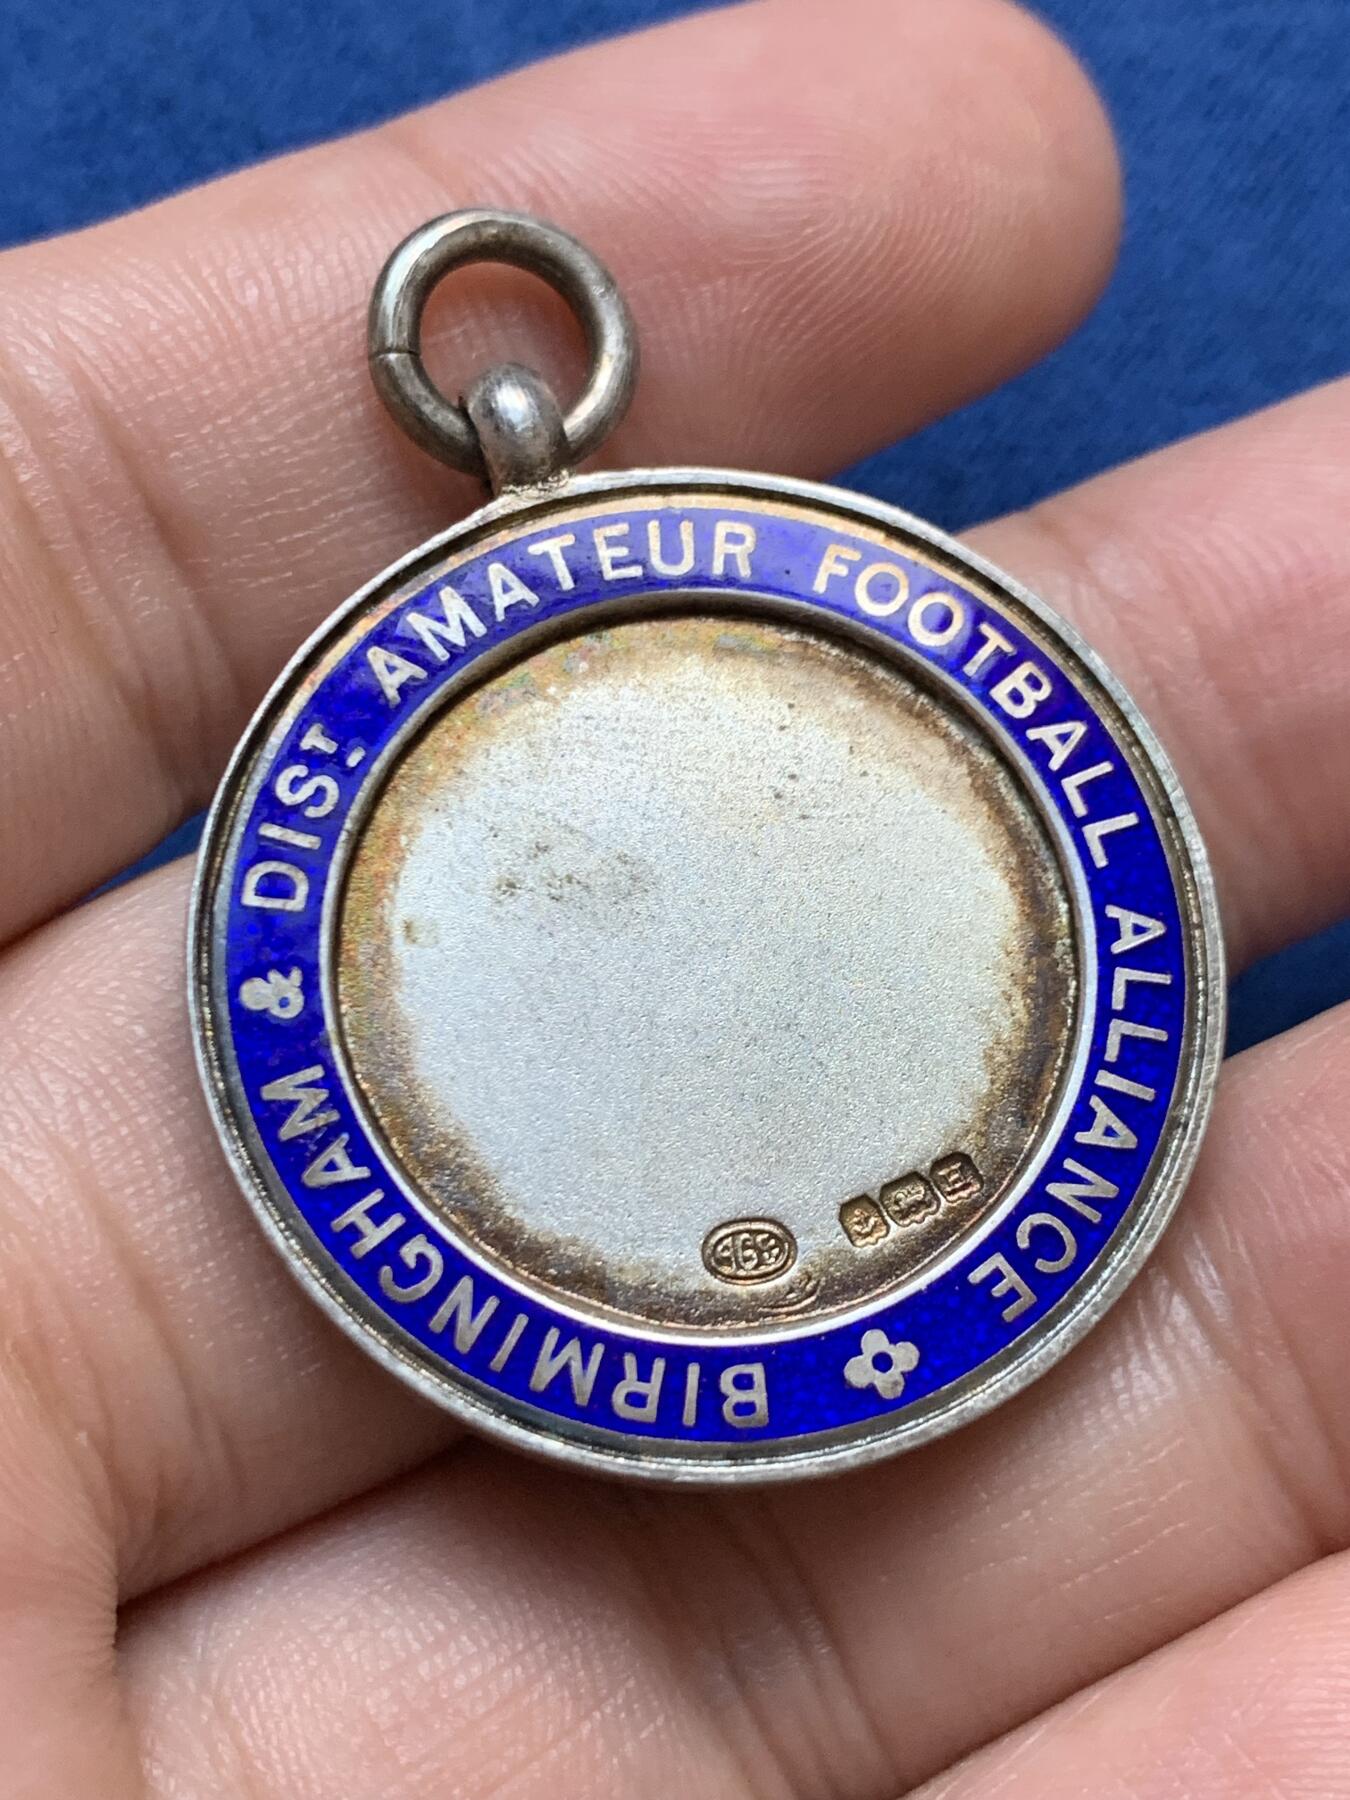 BIRMINGHAM & DISᵀ. AMATEUR FOOTBALL ALLIANCE